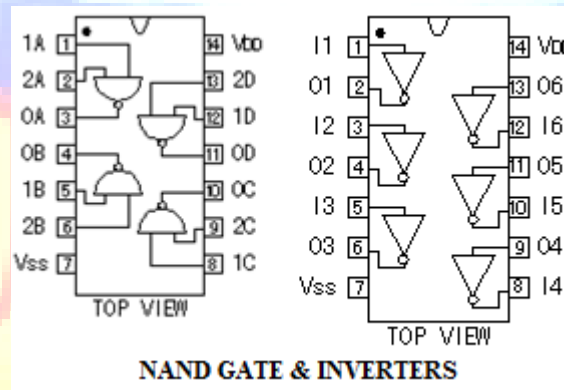 1A 1 14 VDD
2A 2 13 2D
OA 3 12 1D
OB 4 11 OD
1B 5 10 OC
2B 6 9 2C
Vss 7 8 1C
TOP VIEW
I1 1 14
O1 2 13 O6
I2 3 12 I6
O2 4 11 O5
I3 5 10 I5
O3 6 9 O4
Vss 7 8 I4
TOP VIEW
NAND GATE & INVERTERS